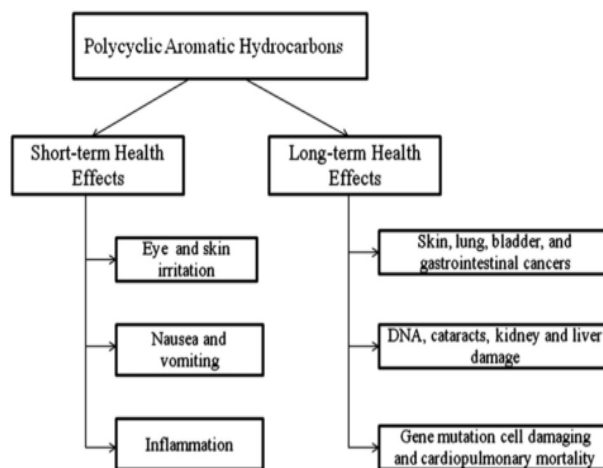 Polycyclic Aromatic Hydrocarbons
Short-term Health
Effects
Long-term Health
Effects
Eye and skin
irritation
Skin, lung, bladder, and
gastrointestinal cancers
Nausea and
vomiting
DNA, cataracts, kidney and liver
damage
Inflammation
Gene mutation cell damaging
and cardiopulmonary mortality